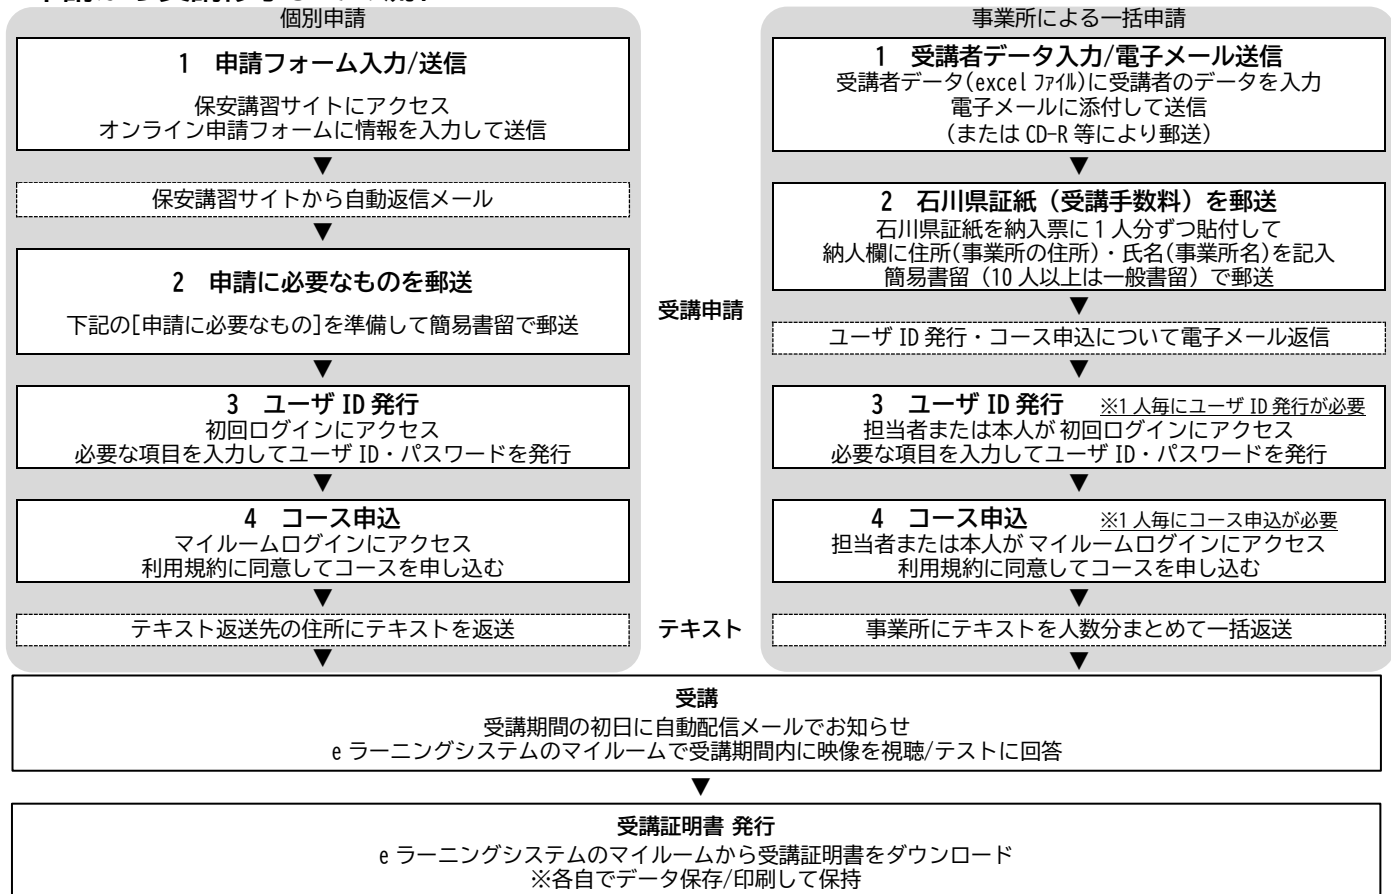 個別申請
1 申請フォーム入力/送信
保安講習サイトにアクセス
オンライン申請フォームに情報を入力して送信
▼
保安講習サイトから自動返信メール
▼
2 申請に必要なものを郵送
下記の[申請に必要なもの]を準備して簡易書留で郵送
▼
3 ユーザ ID 発行
初回ログインにアクセス
必要な項目を入力してユーザ ID・パスワードを発行
▼
4 コース申込
マイルームログインにアクセス
利用規約に同意してコースを申し込む
▼
テキスト返送先の住所にテキストを返送
▼
受講申請
テキスト
事業所による一括申請
1 受講者データ入力/電子メール送信
受講者データ(excel ファイル)に受講者のデータを入力
電子メールに添付して送信
(または CD-R 等により郵送)
▼
2 石川県証紙(受講手数料)を郵送
石川県証紙を納入票に1人分ずつ貼付して
納人欄に住所(事業所の住所)・氏名(事業所名)を記入
簡易書留(10 人以上は一般書留)で郵送
▼
ユーザ ID 発行・コース申込について電子メール返信
▼
3 ユーザ ID 発行 ※1 人毎にユーザ ID 発行が必要
担当者または本人が 初回ログインにアクセス
必要な項目を入力してユーザ ID・パスワードを発行
▼
4 コース申込 ※1 人毎にコース申込が必要
担当者または本人が マイルームログインにアクセス
利用規約に同意してコースを申し込む
▼
事業所にテキストを人数分まとめて一括返送
▼
受講
受講期間の初日に自動配信メールでお知らせ
e ラーニングシステムのマイルームで受講期間内に映像を視聴/テストに回答
▼
受講証明書 発行
e ラーニングシステムのマイルームから受講証明書をダウンロード
※各自でデータ保存/印刷して保持